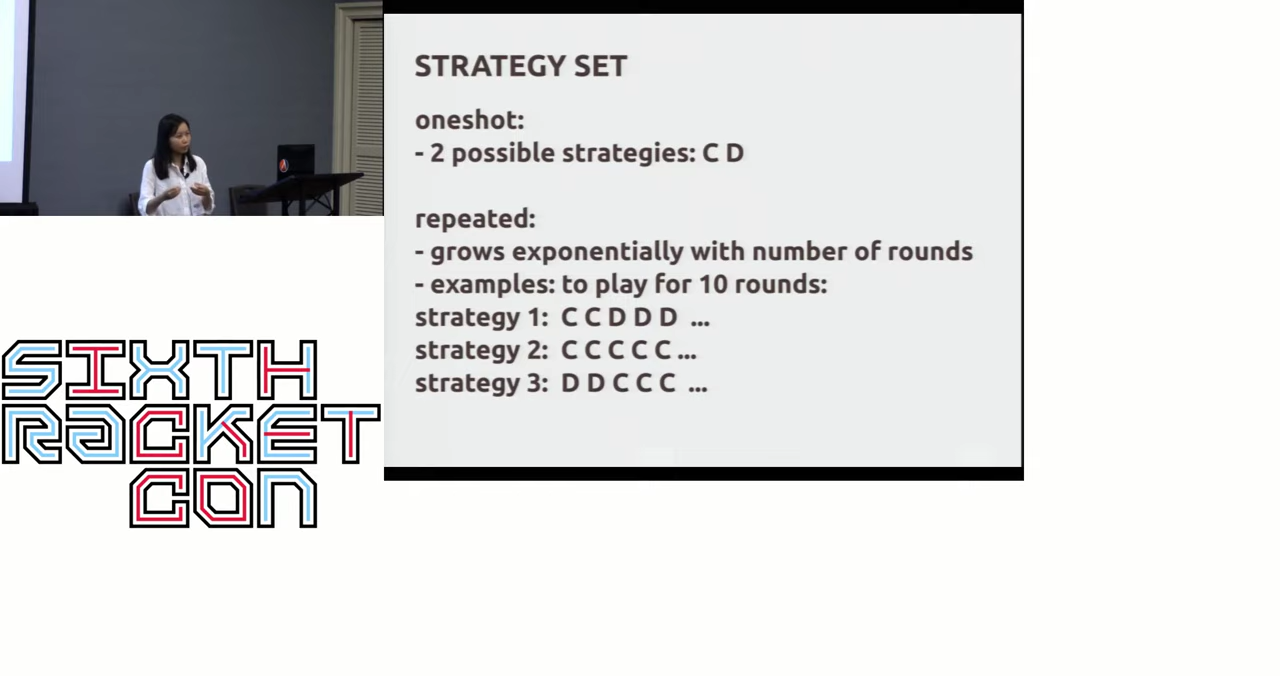 STRATEGY SET
oneshot:
- 2 possible strategies: C D
repeated:
- grows exponentially with number of rounds
- examples: to play for 10 rounds:
strategy 1: C C D D D ...
strategy 2: C C C C C ...
strategy 3: D D C C C ...
SIXTH
RacKET
CON